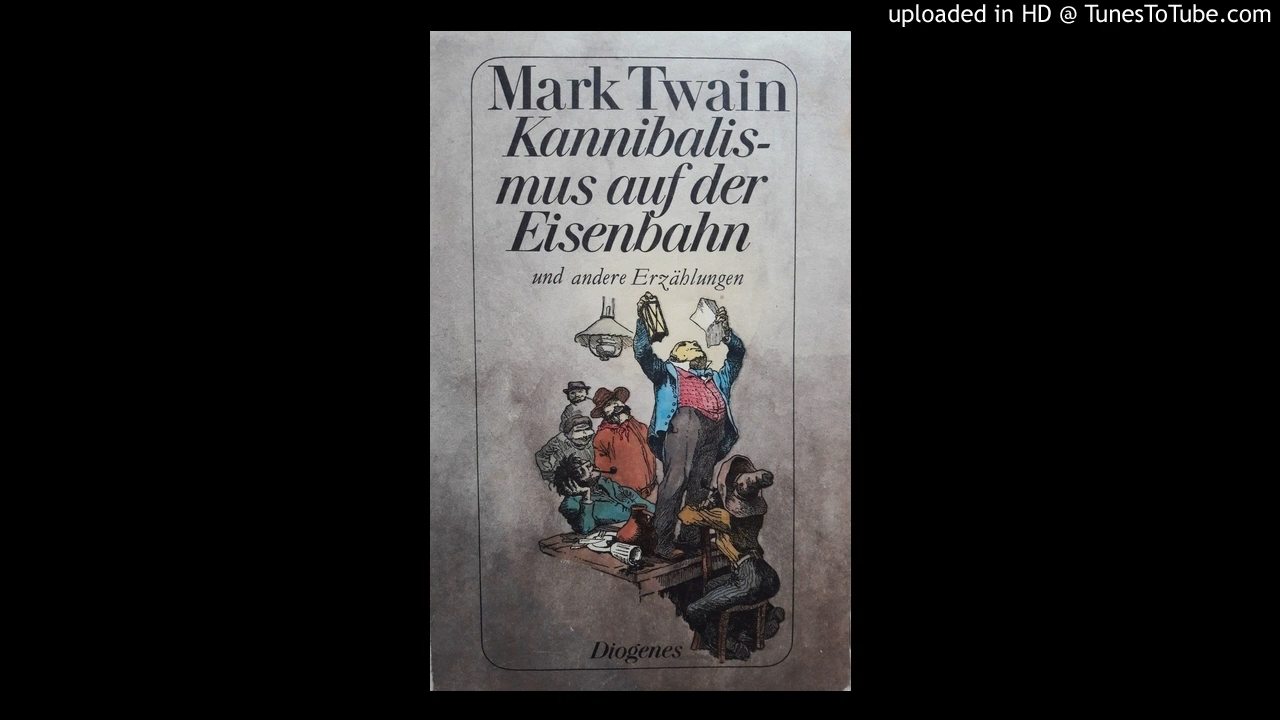 uploaded in HD @ TunesToTube.com
Mark Twain
Kannibalis-
mus auf der
Eisenbahn
und andere Erzählungen
Diogenes